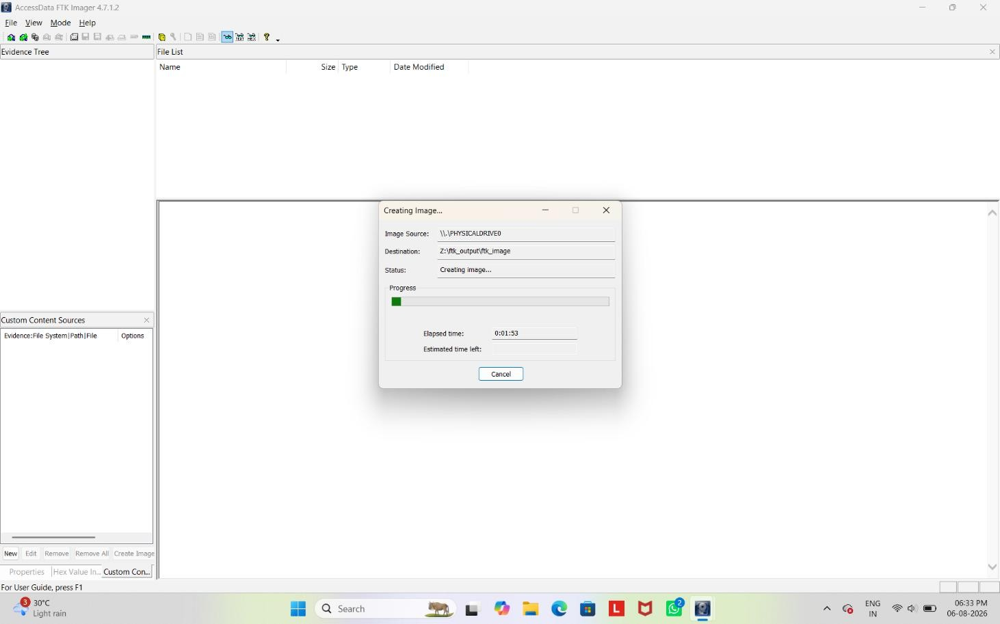 AccessData FTK Imager 4.7.1.2
File View Mode Help
Evidence Tree
File List
Name Size Type Date Modified
Creating Image...
Image Source: \\.\PHYSICALDRIVE0
Destination: Z:\ftk_output\ftk_image
Status: Creating image...
Progress
Elapsed time: 0:01:53
Estimated time left:
Cancel
Custom Content Sources
Evidence:File System|Path|File Options
New Edit Remove Remove All Create Image
Properties Hex Value In... Custom Con...
For User Guide, press F1
3
30°C
Light rain
Search
L
2
ENG
IN
06:33 PM
06-08-2026